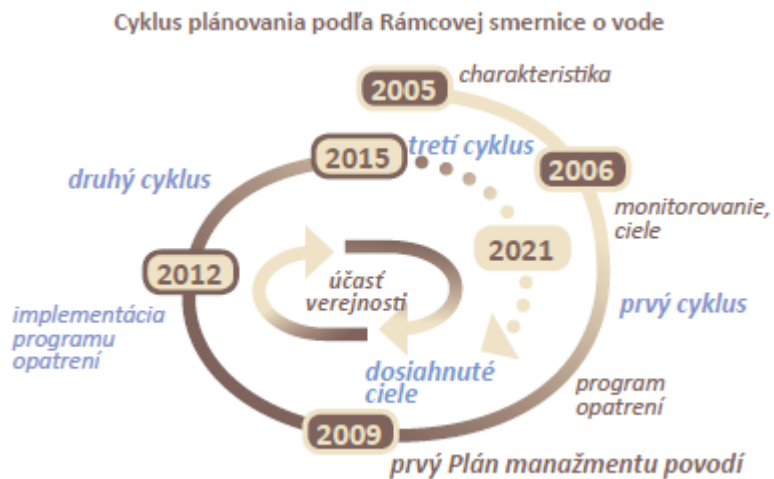 Cyklus plánovania podľa Rámcovej smernice o vode
2005
charakteristika
2015
tretí cyklus
2006
druhý cyklus
monitorovanie,
ciele
2021
2012
účasť
verejnosti
prvý cyklus
implementácia
programu
opatrení
dosiahnuté
ciele
program
opatrení
2009
prvý Plán manažmentu povodí